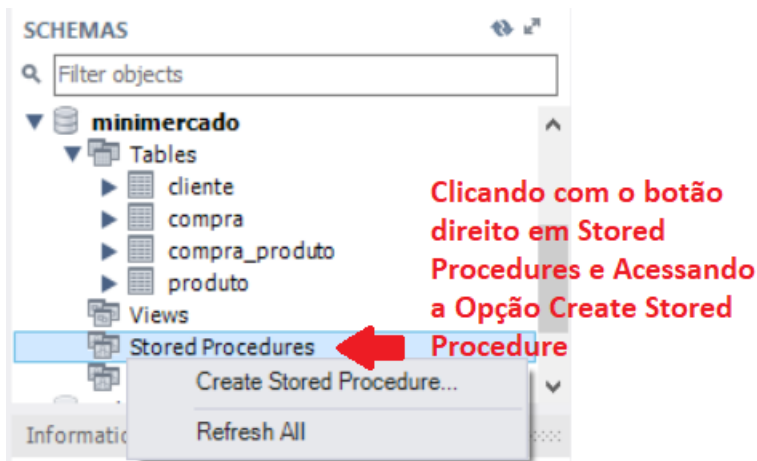 SCHEMAS
Filter objects
minimercado
Tables
cliente
compra
compra_produto
produto
Views
Stored Procedures
Create Stored Procedure...
Refresh All
Clicando com o botão
direito em Stored
Procedures e Acessando
a Opção Create Stored
Procedure